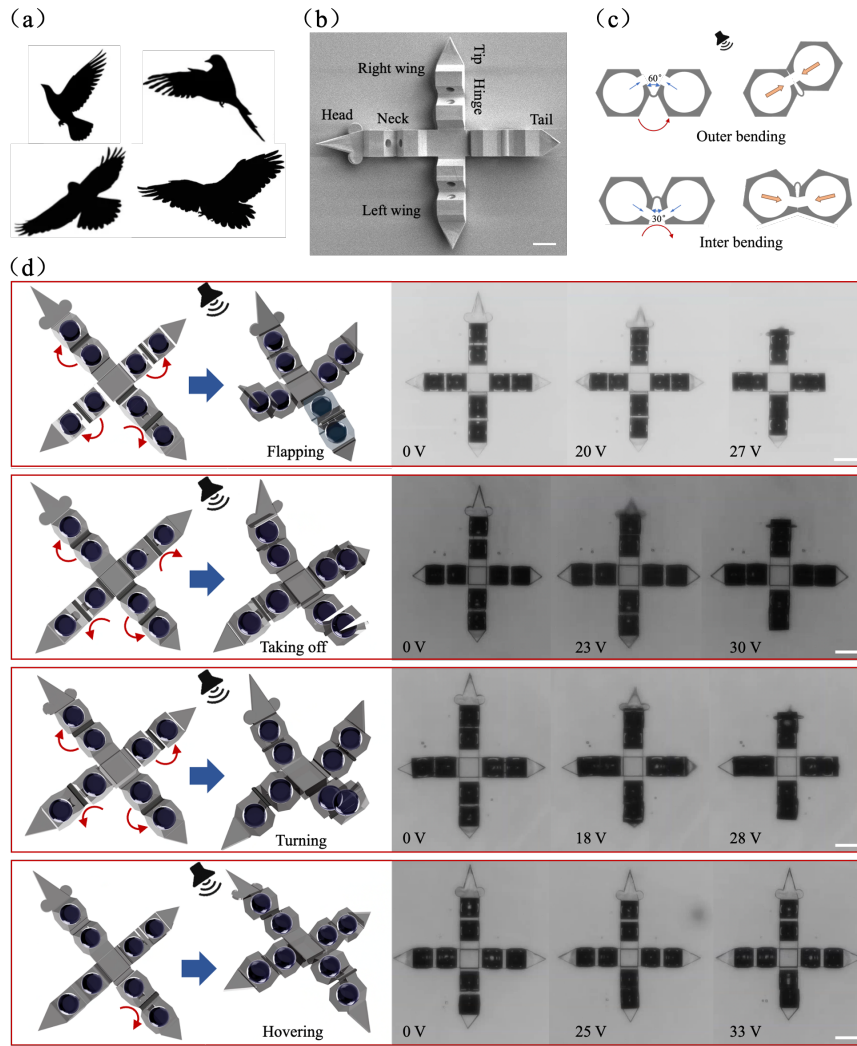 (a)
(b)
Right wing
Tip
Hinge
Head
Neck
Tail
Left wing
(c)
60°
Outer bending
30°
Inter bending
(d)
Flapping
0 V
20 V
27 V
Taking off
0 V
23 V
30 V
Turning
0 V
18 V
28 V
Hovering
0 V
25 V
33 V